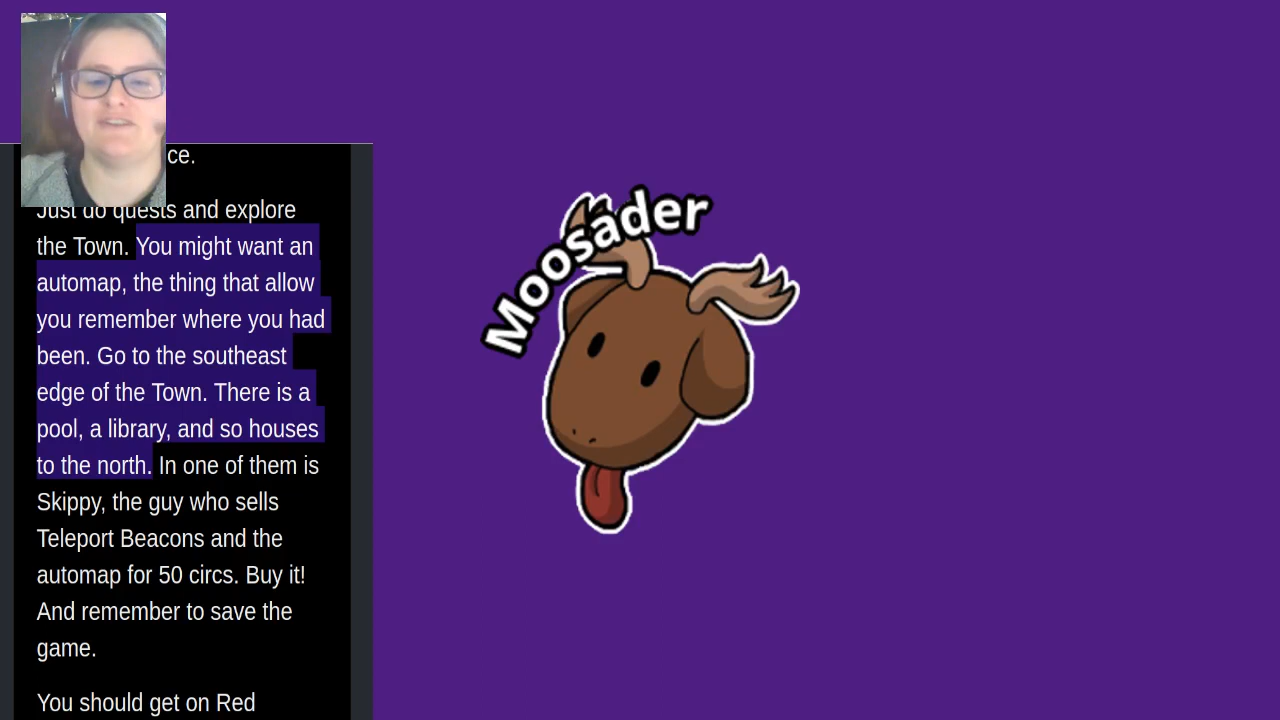 ce.
Just do quests and explore
the Town. You might want an
automap, the thing that allow
you remember where you had
been. Go to the southeast
edge of the Town. There is a
pool, a library, and so houses
to the north. In one of them is
Skippy, the guy who sells
Teleport Beacons and the
automap for 50 circs. Buy it!
And remember to save the
game.
You should get on Red
Moosader